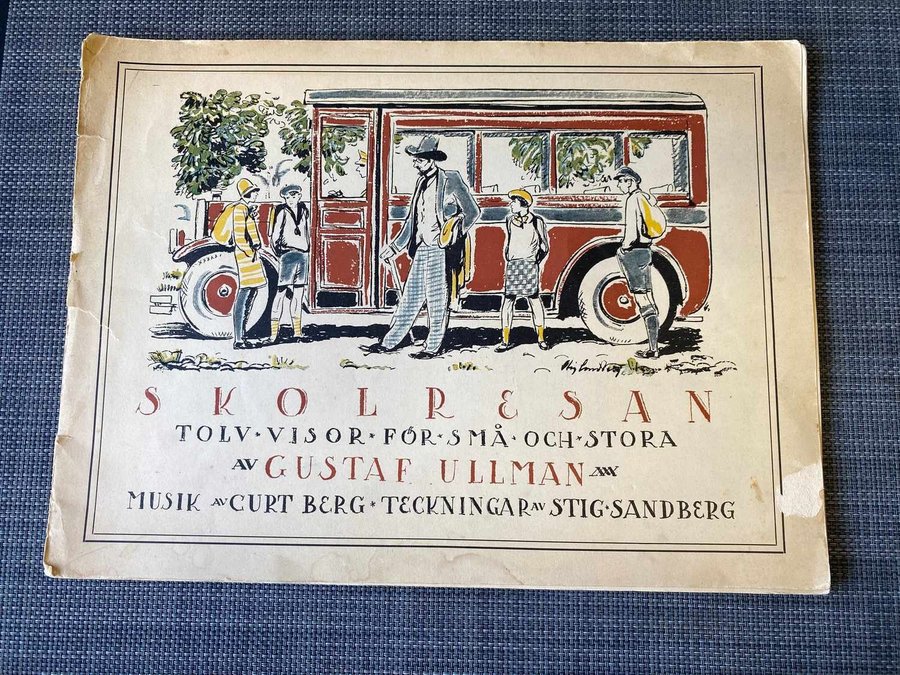 SKOLRESAN
TOLV·VISOR·FÖR·SMÅ·OCH·STORA
AV GUSTAF ULLMAN
MUSIK AV CURT BERG * TECKNINGAR AV STIG·SANDBERG